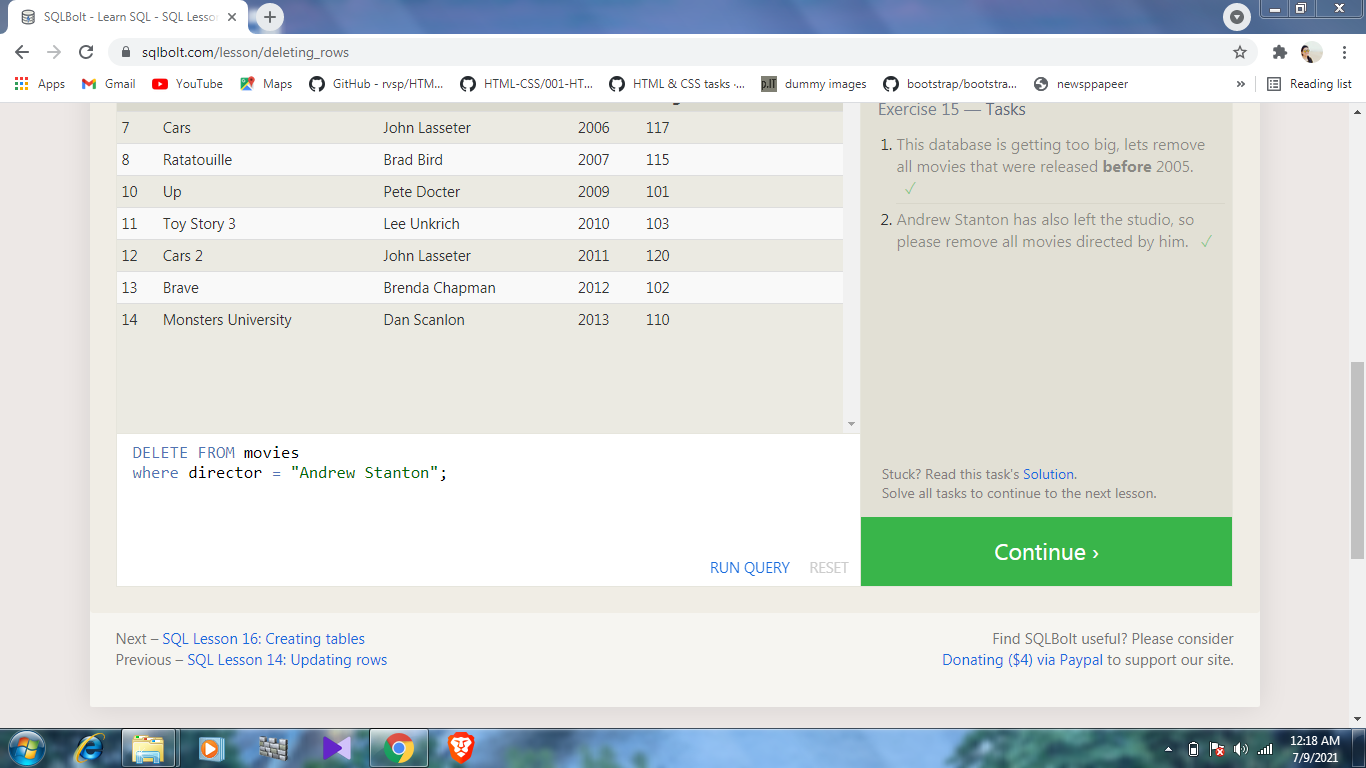 SQLBolt - Learn SQL - SQL Lesson
sqlbolt.com/lesson/deleting_rows
Apps Gmail YouTube Maps GitHub - rvsp/HTM... HTML-CSS/001-HT... HTML & CSS tasks ·... p.IT dummy images bootstrap/bootstra... newsppapeer » Reading list
7 Cars John Lasseter 2006 117
8 Ratatouille Brad Bird 2007 115
10 Up Pete Docter 2009 101
11 Toy Story 3 Lee Unkrich 2010 103
12 Cars 2 John Lasseter 2011 120
13 Brave Brenda Chapman 2012 102
14 Monsters University Dan Scanlon 2013 110
DELETE FROM movies
where director = "Andrew Stanton";
RUN QUERY RESET
Exercise 15 — Tasks
1. This database is getting too big, lets remove
all movies that were released before 2005.
✓
2. Andrew Stanton has also left the studio, so
please remove all movies directed by him. ✓
Stuck? Read this task's Solution.
Solve all tasks to continue to the next lesson.
Continue ›
Next – SQL Lesson 16: Creating tables
Previous – SQL Lesson 14: Updating rows
Find SQLBolt useful? Please consider
Donating ($4) via Paypal to support our site.
12:18 AM
7/9/2021